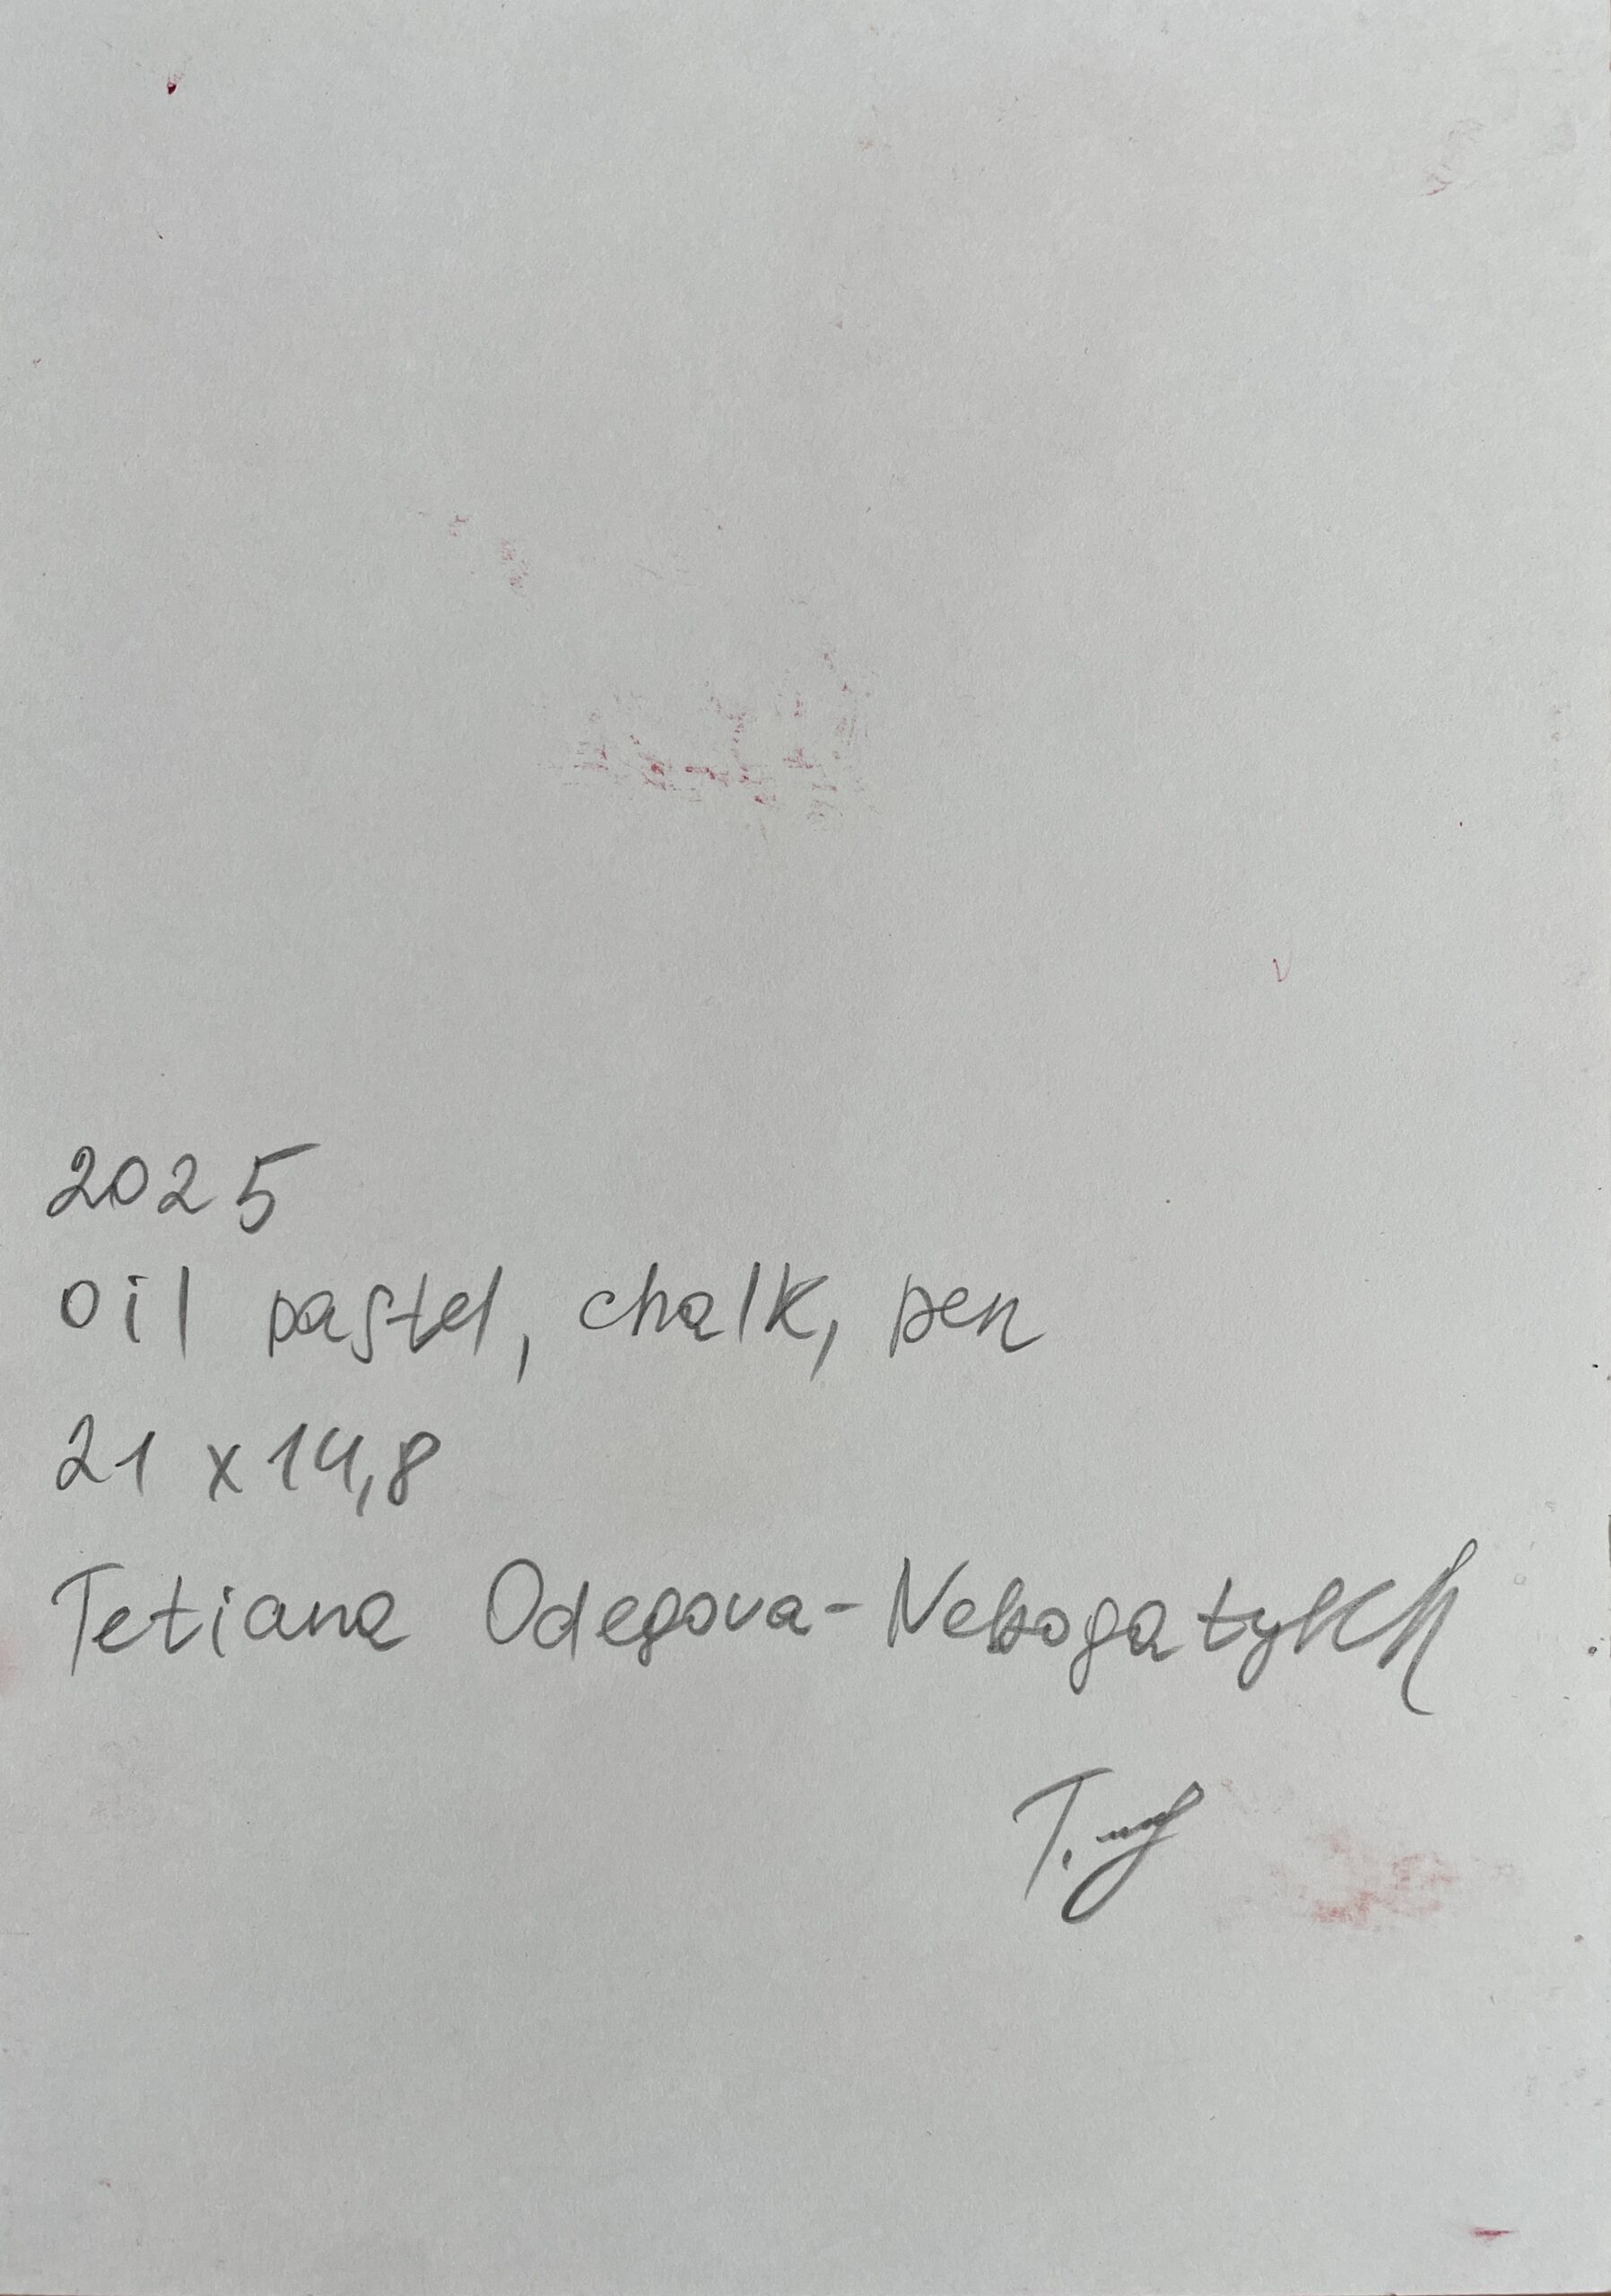 2025
oil pastel, chalk, pen
21 x 14,8
Tetiana Odegova-Nebogatykh